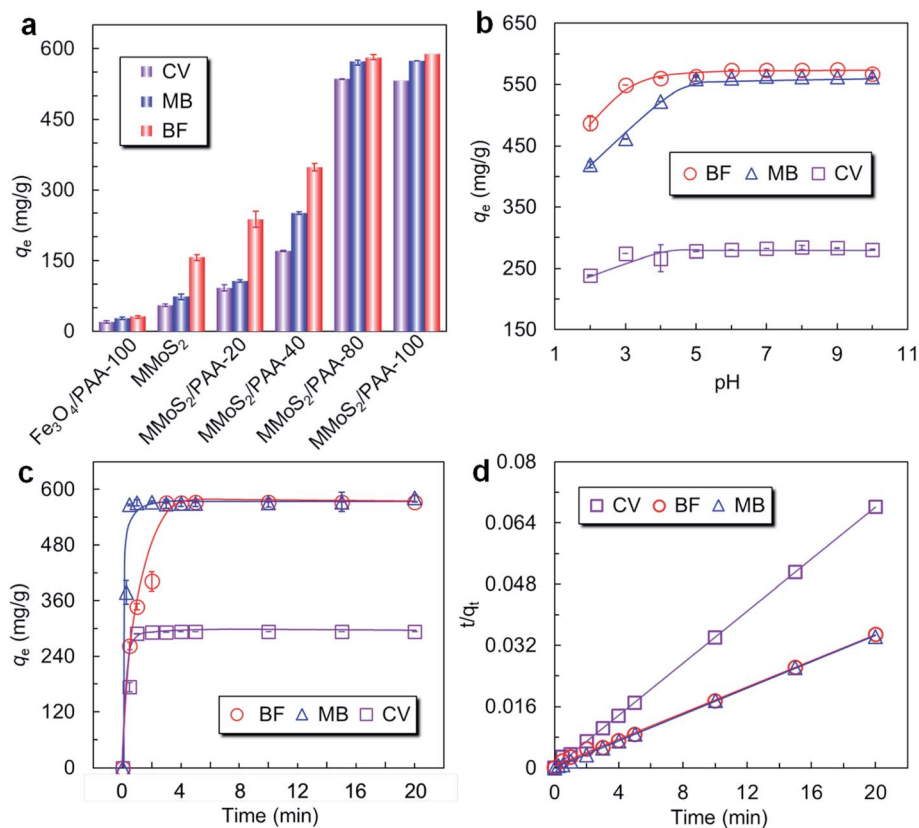 a
600
450
300
150
0
qe (mg/g)
CV
MB
BF
Fe3O4/PAA-100
MMoS2
MMoS2/PAA-20
MMoS2/PAA-40
MMoS2/PAA-80
MMoS2/PAA-100
b
650
550
450
350
250
150
qe (mg/g)
BF MB CV
1 3 5 7 9 11
pH
c
600
480
360
240
120
0
qe (mg/g)
BF MB CV
0 4 8 12 16 20
Time (min)
d
0.08
0.064
0.048
0.032
0.016
0
t/qt
CV BF MB
0 4 8 12 16 20
Time (min)